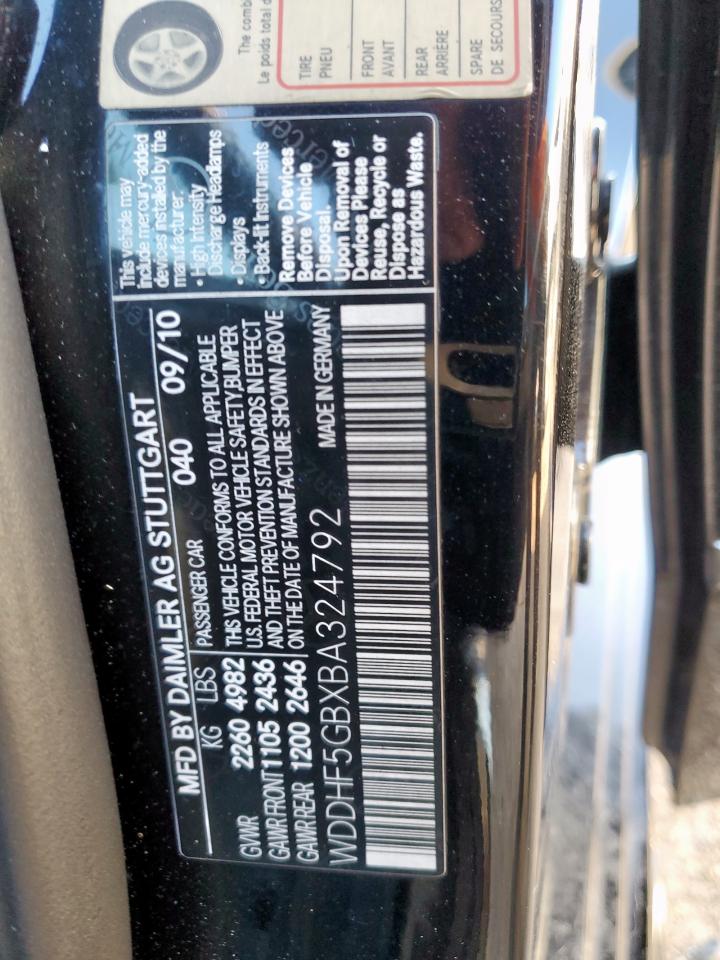 MFD BY DAIMLER AG STUTTGART
KG LBS 040 09/10
PASSENGER CAR
GVWR 2260 4982
GAWR FRONT 1105 2436
GAWR REAR 1200 2646
THIS VEHICLE CONFORMS TO ALL APPLICABLE
U.S. FEDERAL MOTOR VEHICLE SAFETY,BUMPER
AND THEFT PREVENTION STANDARDS IN EFFECT
ON THE DATE OF MANUFACTURE SHOWN ABOVE
WDDHF5GBXBA324792 MADE IN GERMANY
This vehicle may
include mercury-added
devices installed by the
manufacturer:
• High Intensity
Discharge Headlamps
• Displays
• Back-lit Instruments
Remove Devices
Before Vehicle
Disposal.
Upon Removal of
Devices Please
Reuse, Recycle or
Dispose as
Hazardous Waste.
The comb
Le poids total d
TIRE
PNEU
FRONT
AVANT
REAR
ARRIÈRE
SPARE
DE SECOURS